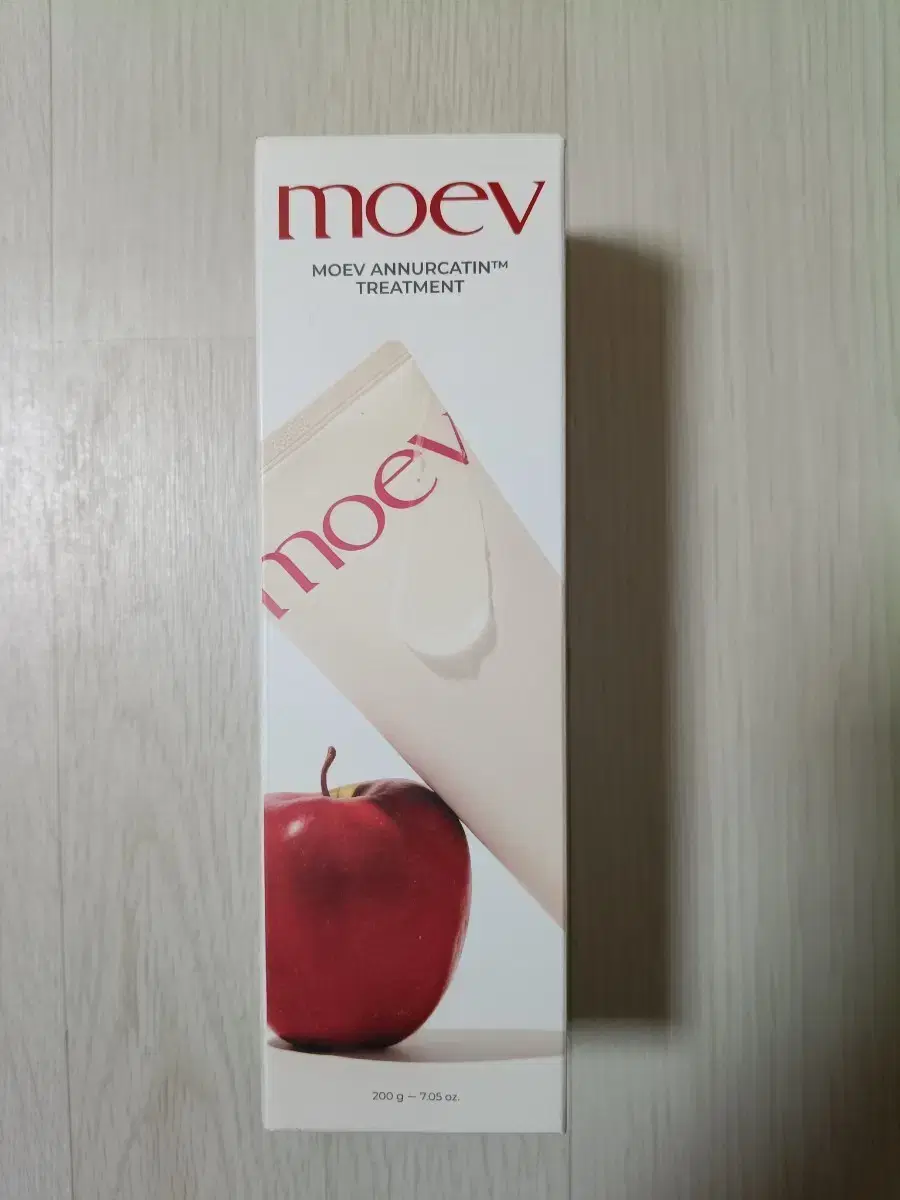 moev
MOEV ANNURCATIN™
TREATMENT
moev
200 g — 7.05 oz.